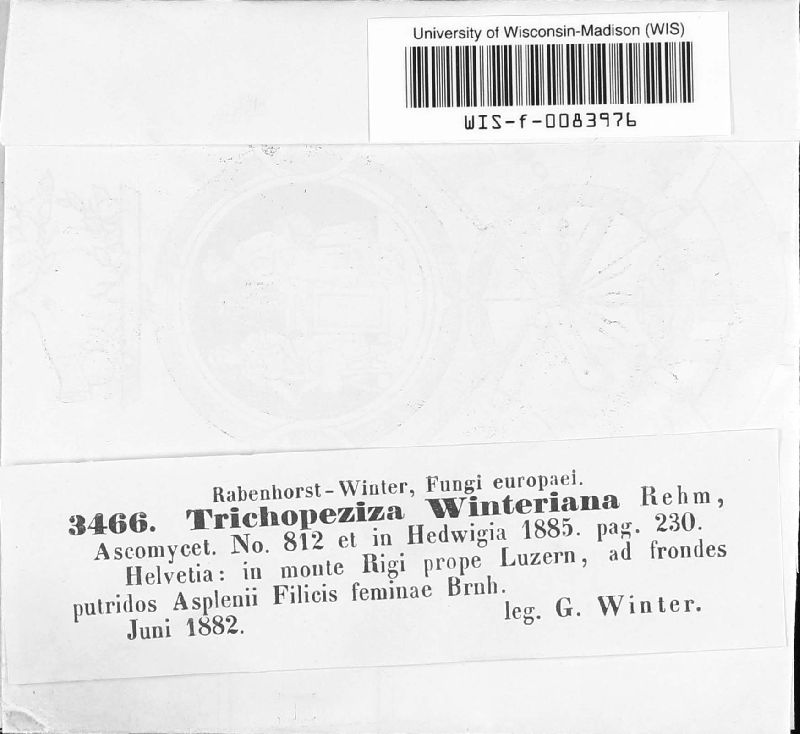 University of Wisconsin-Madison (WIS)
WIS-f-0083976
Rabenhorst-Winter, Fungi europaei.
3466. Trichopeziza Winteriana Rehm,
Ascomycet. No. 812 et in Hedwigia 1885. pag. 230.
Helvetia: in monte Rigi prope Luzern, ad frondes
putridos Asplenii Filicis feminae Brnh.
Juni 1882. leg. G. Winter.